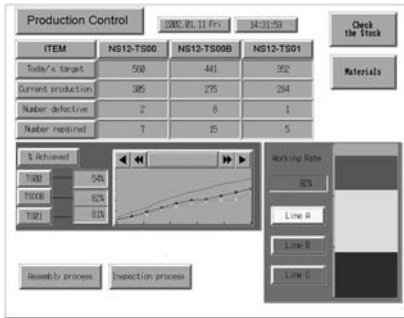 Production Control
2002.01.11 Fri
14:31:59
Check
the Stock
ITEM NS12-TS00 NS12-TS00B NS12-TS01
Today's target 560 441 352
Current production 305 275 284
Number defective 2 8 1
Number repaired 7 15 5
Materials
% Achieved
TS00 54%
TS00B 62%
TS01 81%
Working Rate
92%
Line A
Line B
Line C
Assembly process
Inspection process